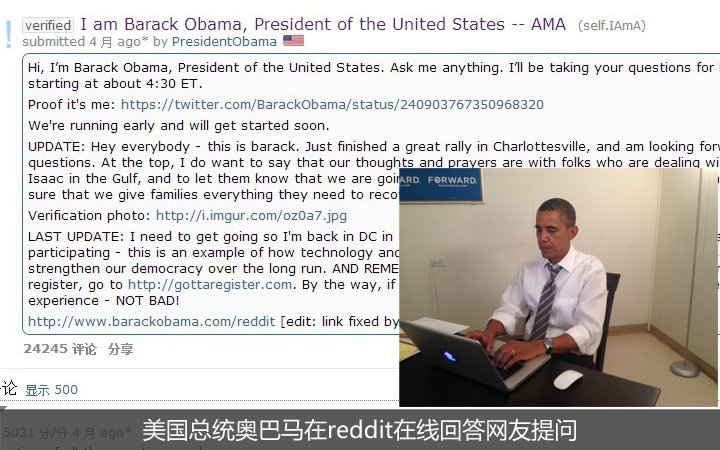 verified I am Barack Obama, President of the United States -- AMA (self.IAmA)
submitted 4 月 ago* by PresidentObama
Hi, I’m Barack Obama, President of the United States. Ask me anything. I’ll be taking your questions for
starting at about 4:30 ET.
Proof it's me: https://twitter.com/BarackObama/status/240903767350968320
We're running early and will get started soon.
UPDATE: Hey everybody - this is barack. Just finished a great rally in Charlottesville, and am looking
questions. At the top, I do want to say that our thoughts and prayers are with folks who are dealing
Isaac in the Gulf, and to let them know that we are
FORWARD. FORWARD.
sure that we give families everything they need to
Verification photo: http://i.imgur.com/oz0a7.jpg
LAST UPDATE: I need to get going so I'm back in DC in
participating - this is an example of how technology
strengthen our democracy over the long run. AND
register, go to http://gottaregister.com. By the way, if
experience - NOT BAD!
http://www.barackobama.com/reddit [edit: link fixed by
24245 评论 分享
论 显示 500
5031 分/分 4 月 ago*
美国总统奥巴马在reddit在线回答网友提问